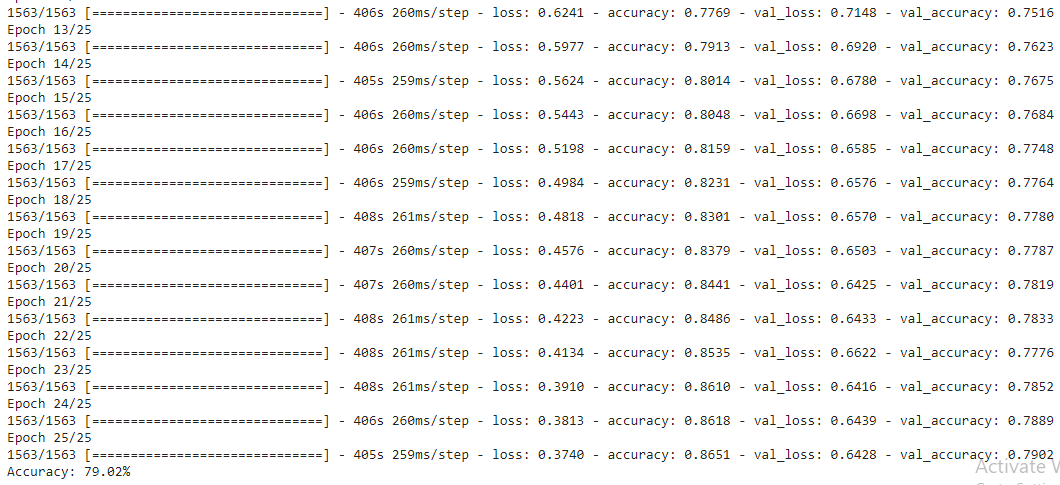 1563/1563 [==============================] - 406s 260ms/step - loss: 0.6241 - accuracy: 0.7769 - val_loss: 0.7148 - val_accuracy: 0.7516
Epoch 13/25
1563/1563 [==============================] - 406s 260ms/step - loss: 0.5977 - accuracy: 0.7913 - val_loss: 0.6920 - val_accuracy: 0.7623
Epoch 14/25
1563/1563 [==============================] - 405s 259ms/step - loss: 0.5624 - accuracy: 0.8014 - val_loss: 0.6780 - val_accuracy: 0.7675
Epoch 15/25
1563/1563 [==============================] - 406s 260ms/step - loss: 0.5443 - accuracy: 0.8048 - val_loss: 0.6698 - val_accuracy: 0.7684
Epoch 16/25
1563/1563 [==============================] - 406s 260ms/step - loss: 0.5198 - accuracy: 0.8159 - val_loss: 0.6585 - val_accuracy: 0.7748
Epoch 17/25
1563/1563 [==============================] - 406s 259ms/step - loss: 0.4984 - accuracy: 0.8231 - val_loss: 0.6576 - val_accuracy: 0.7764
Epoch 18/25
1563/1563 [==============================] - 408s 261ms/step - loss: 0.4818 - accuracy: 0.8301 - val_loss: 0.6570 - val_accuracy: 0.7780
Epoch 19/25
1563/1563 [==============================] - 407s 260ms/step - loss: 0.4576 - accuracy: 0.8379 - val_loss: 0.6503 - val_accuracy: 0.7787
Epoch 20/25
1563/1563 [==============================] - 407s 260ms/step - loss: 0.4401 - accuracy: 0.8441 - val_loss: 0.6425 - val_accuracy: 0.7819
Epoch 21/25
1563/1563 [==============================] - 408s 261ms/step - loss: 0.4223 - accuracy: 0.8486 - val_loss: 0.6433 - val_accuracy: 0.7833
Epoch 22/25
1563/1563 [==============================] - 408s 261ms/step - loss: 0.4134 - accuracy: 0.8535 - val_loss: 0.6622 - val_accuracy: 0.7776
Epoch 23/25
1563/1563 [==============================] - 408s 261ms/step - loss: 0.3910 - accuracy: 0.8610 - val_loss: 0.6416 - val_accuracy: 0.7852
Epoch 24/25
1563/1563 [==============================] - 406s 260ms/step - loss: 0.3813 - accuracy: 0.8618 - val_loss: 0.6439 - val_accuracy: 0.7889
Epoch 25/25
1563/1563 [==============================] - 405s 259ms/step - loss: 0.3740 - accuracy: 0.8651 - val_loss: 0.6428 - val_accuracy: 0.7902
Accuracy: 79.02%
Activate